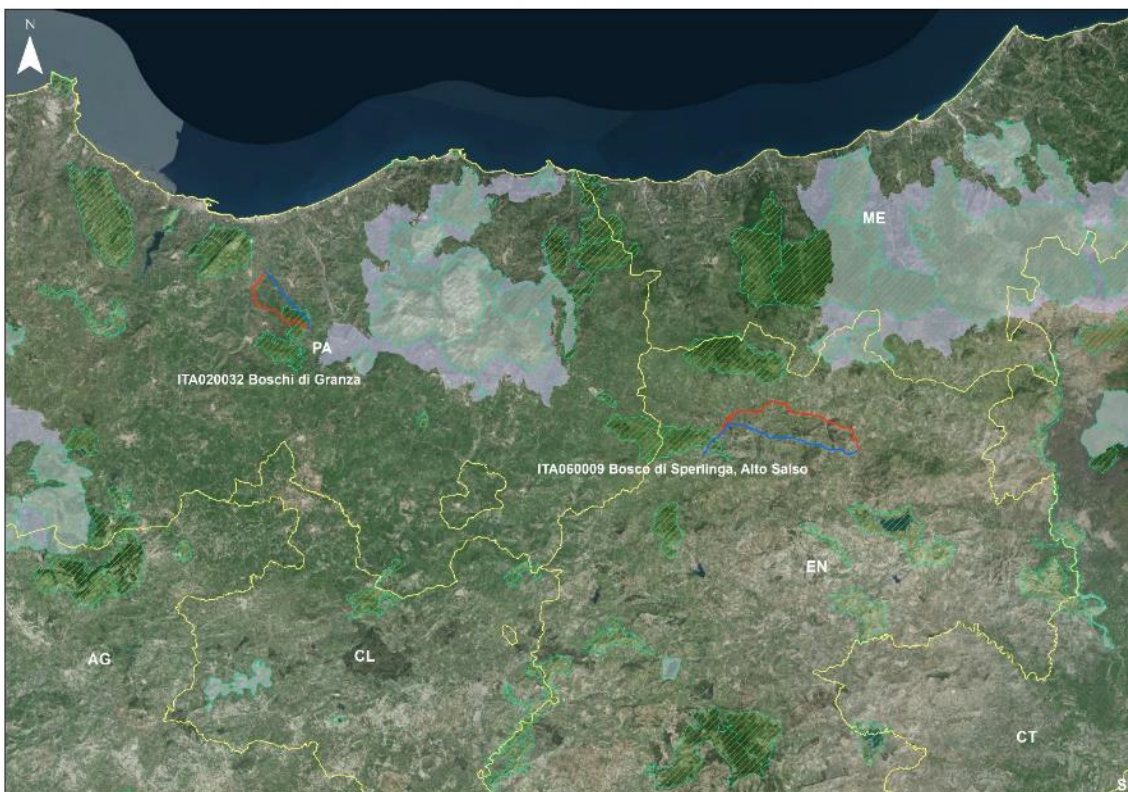 N
ME
PA
ITA020032 Boschi di Granza
ITA060009 Bosco di Sperlinga, Alto Salso
EN
AG
CL
CT
S